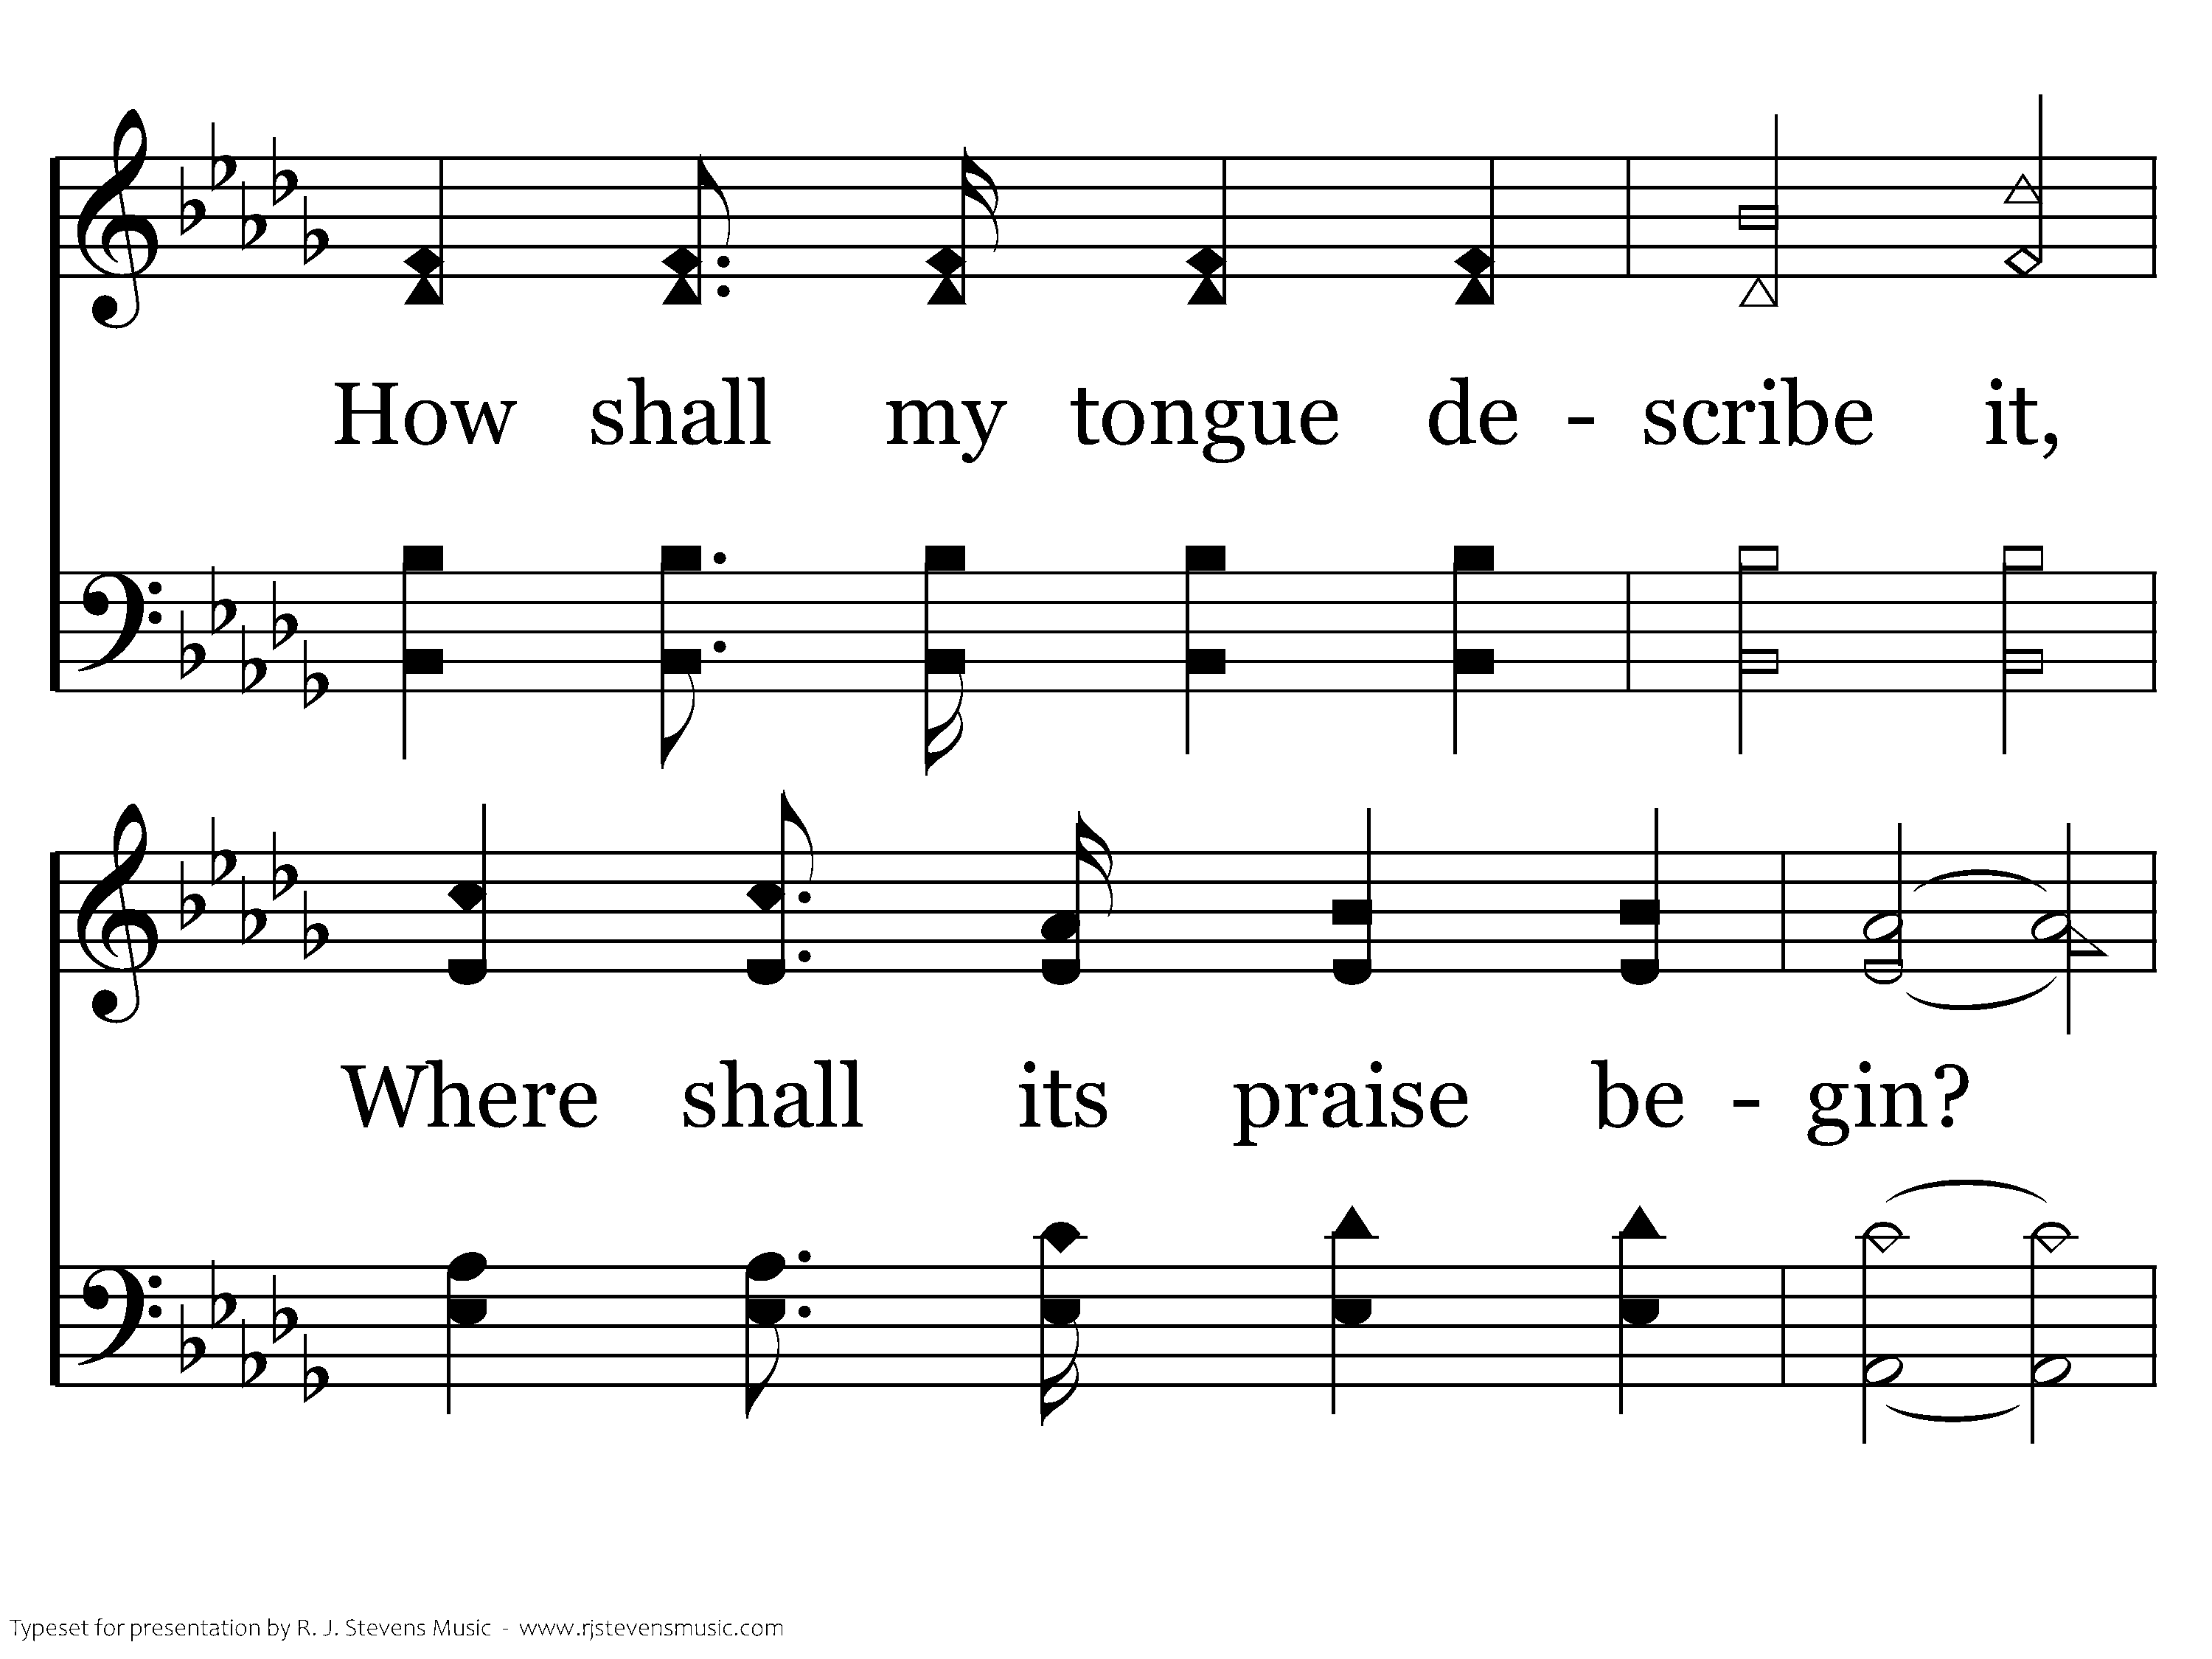 How shall my tongue de - scribe it,
Where shall its praise be - gin?
Typeset for presentation by R. J. Stevens Music - www.rjstevensmusic.com